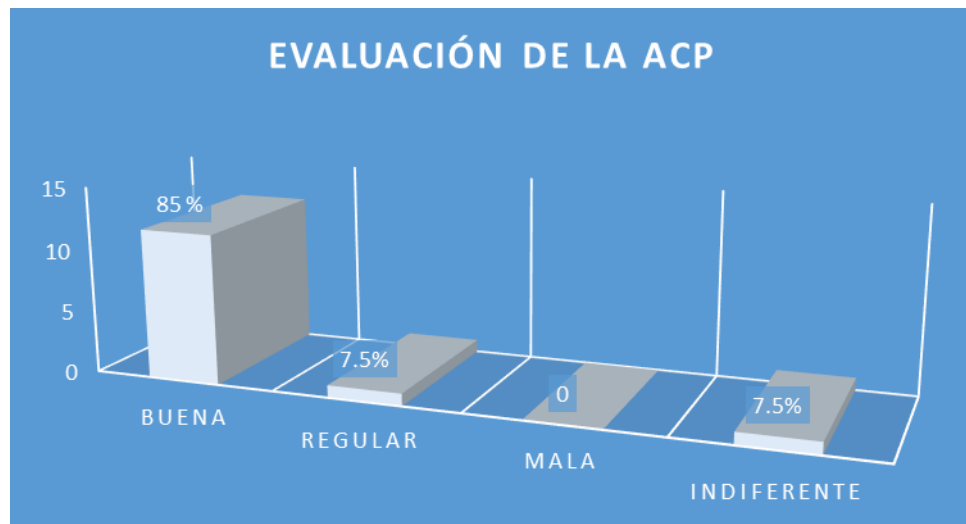 EVALUACIÓN DE LA ACP
15
10
5
0
85 %
7.5%
0
7.5%
BUENA
REGULAR
MALA
INDIFERENTE